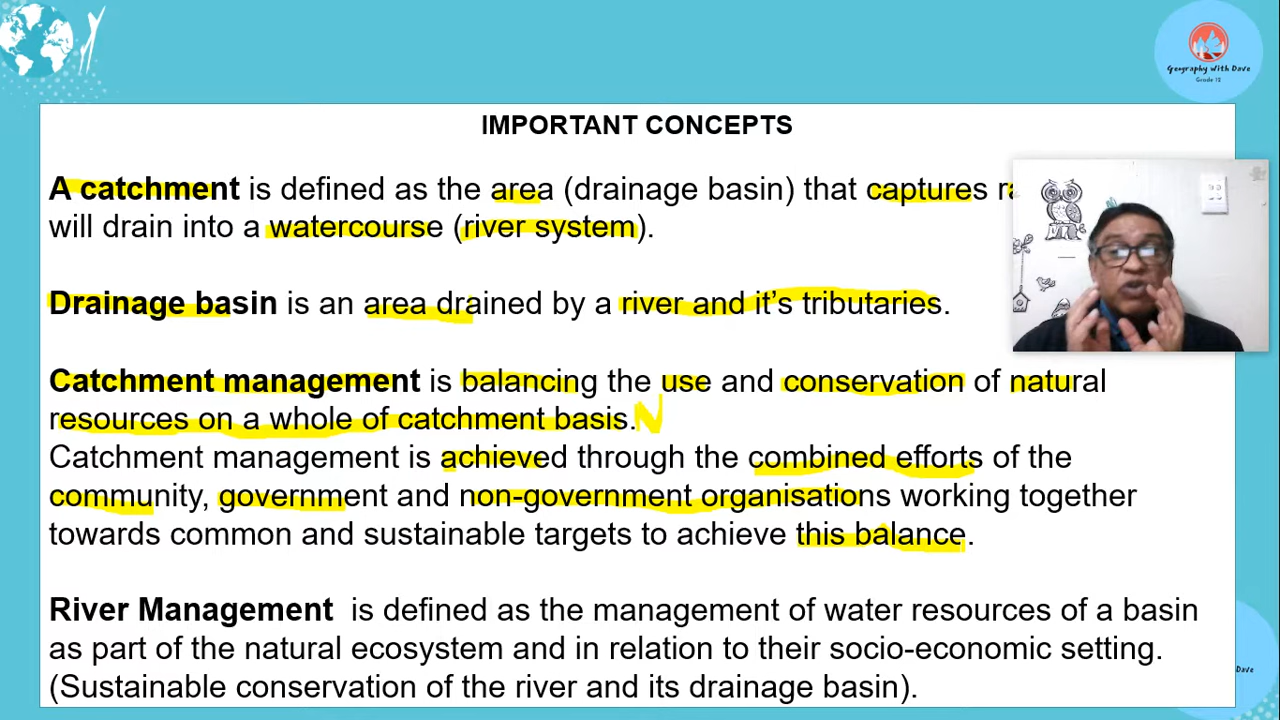 Geography With Dave
Grade 12
IMPORTANT CONCEPTS
A catchment is defined as the area (drainage basin) that captures
will drain into a watercourse (river system).
Drainage basin is an area drained by a river and it's tributaries.
Catchment management is balancing the use and conservation of natural
resources on a whole of catchment basis. N
Catchment management is achieved through the combined efforts of the
community, government and non-government organisations working together
towards common and sustainable targets to achieve this balance.
River Management is defined as the management of water resources of a basin
as part of the natural ecosystem and in relation to their socio-economic setting.
(Sustainable conservation of the river and its drainage basin).